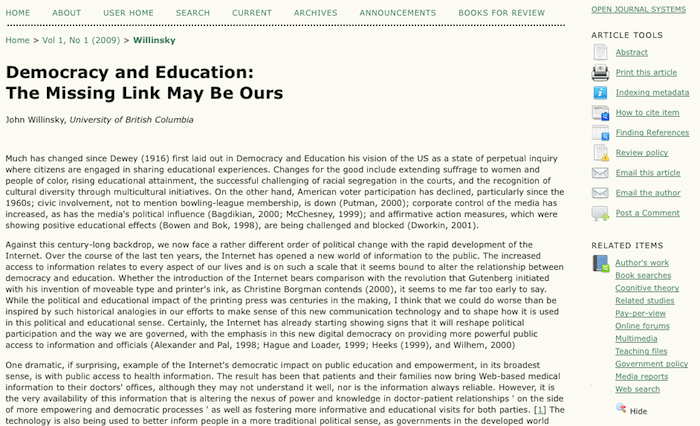 HOME ABOUT USER HOME SEARCH CURRENT ARCHIVES ANNOUNCEMENTS BOOKS FOR REVIEW
Home > Vol 1, No 1 (2009) > Willinsky
Democracy and Education:
The Missing Link May Be Ours
John Willinsky, University of British Columbia
Much has changed since Dewey (1916) first laid out in Democracy and Education his vision of the US as a state of perpetual inquiry
where citizens are engaged in sharing educational experiences. Changes for the good include extending suffrage to women and
people of color, rising educational attainment, the successful challenging of racial segregation in the courts, and the recognition of
cultural diversity through multicultural initiatives. On the other hand, American voter participation has declined, particularly since the
1960s; civic involvement, not to mention bowling-league membership, is down (Putman, 2000); corporate control of the media has
increased, as has the media's political influence (Bagdikian, 2000; McChesney, 1999); and affirmative action measures, which were
showing positive educational effects (Bowen and Bok, 1998), are being challenged and blocked (Dworkin, 2001).
Against this century-long backdrop, we now face a rather different order of political change with the rapid development of the
Internet. Over the course of the last ten years, the Internet has opened a new world of information to the public. The increased
access to information relates to every aspect of our lives and is on such a scale that it seems bound to alter the relationship between
democracy and education. Whether the introduction of the Internet bears comparison with the revolution that Gutenberg initiated
with his invention of moveable type and printer's ink, as Christine Borgman contends (2000), it seems to me far too early to say.
While the political and educational impact of the printing press was centuries in the making, I think that we could do worse than be
inspired by such historical analogies in our efforts to make sense of this new communication technology and to shape how it is used
in this political and educational sense. Certainly, the Internet has already starting showing signs that it will reshape political
participation and the way we are governed, with the emphasis in this new digital democracy on providing more powerful public
access to information and officials (Alexander and Pal, 1998; Hague and Loader, 1999; Heeks (1999), and Wilhem, 2000)
One dramatic, if surprising, example of the Internet's democratic impact on public education and empowerment, in its broadest
sense, is with public access to health information. The result has been that patients and their families now bring Web-based medical
information to their doctors' offices, although they may not understand it well, nor is the information always reliable. However, it is
the very availability of this information that is altering the nexus of power and knowledge in doctor-patient relationships ' on the side
of more empowering and democratic processes ' as well as fostering more informative and educational visits for both parties. [1] The
technology is also being used to better inform people in a more traditional political sense, as governments in the developed world
OPEN JOURNAL SYSTEMS
ARTICLE TOOLS
Abstract
Print this article
Indexing metadata
How to cite item
Finding References
Review policy
Email this article
Email the author
Post a Comment
RELATED ITEMS
Author's work
Book searches
Cognitive theory
Related studies
Pay-per-view
Online forums
Multimedia
Teaching files
Government policy
Media reports
Web search
Hide